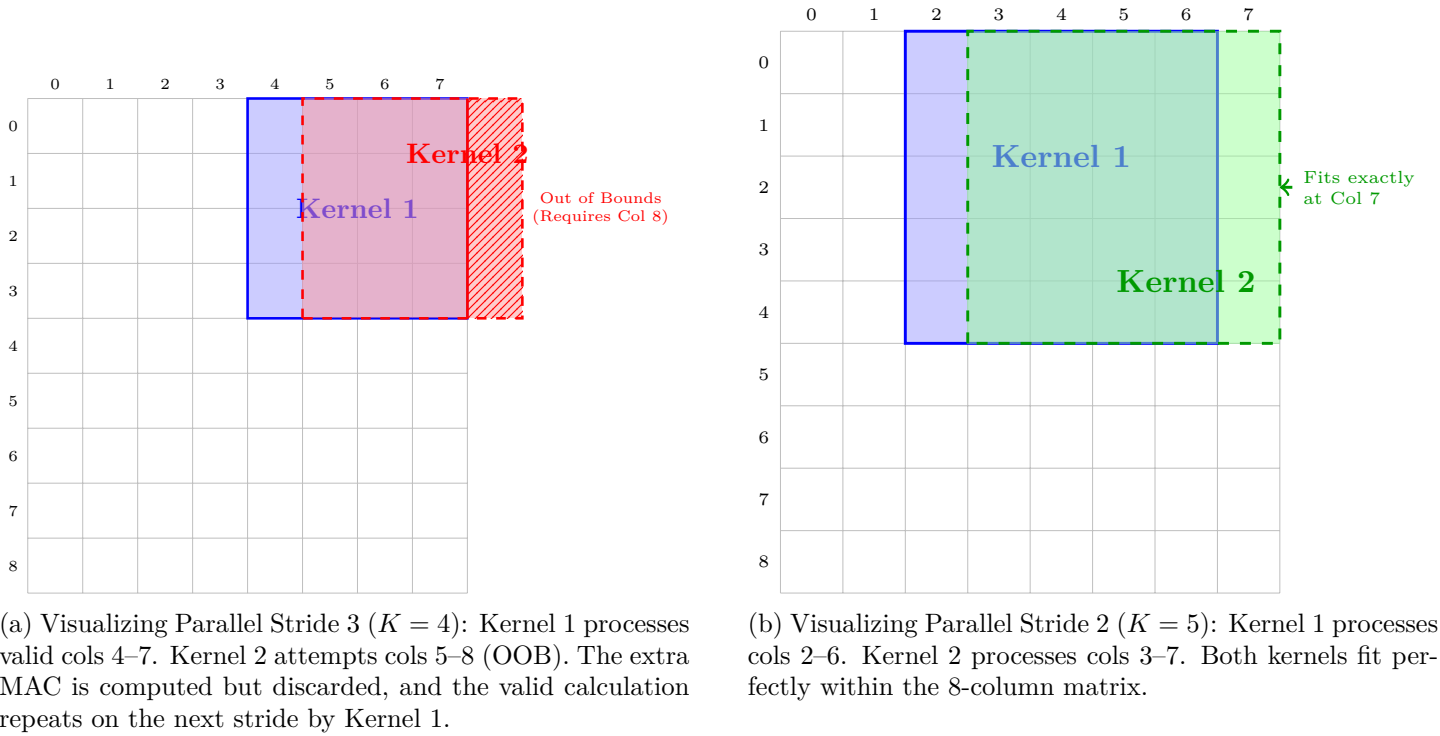 0 1 2 3 4 5 6 7
0
1
2
3
4
5
6
7
8
Kernel 2
Kernel 1
Out of Bounds
(Requires Col 8)
(a) Visualizing Parallel Stride 3 (K = 4): Kernel 1 processes
valid cols 4–7. Kernel 2 attempts cols 5–8 (OOB). The extra
MAC is computed but discarded, and the valid calculation
repeats on the next stride by Kernel 1.
0 1 2 3 4 5 6 7
0
1
2
3
4
5
6
7
8
Kernel 1
Fits exactly
at Col 7
Kernel 2
(b) Visualizing Parallel Stride 2 (K = 5): Kernel 1 processes
cols 2–6. Kernel 2 processes cols 3–7. Both kernels fit per-
fectly within the 8-column matrix.